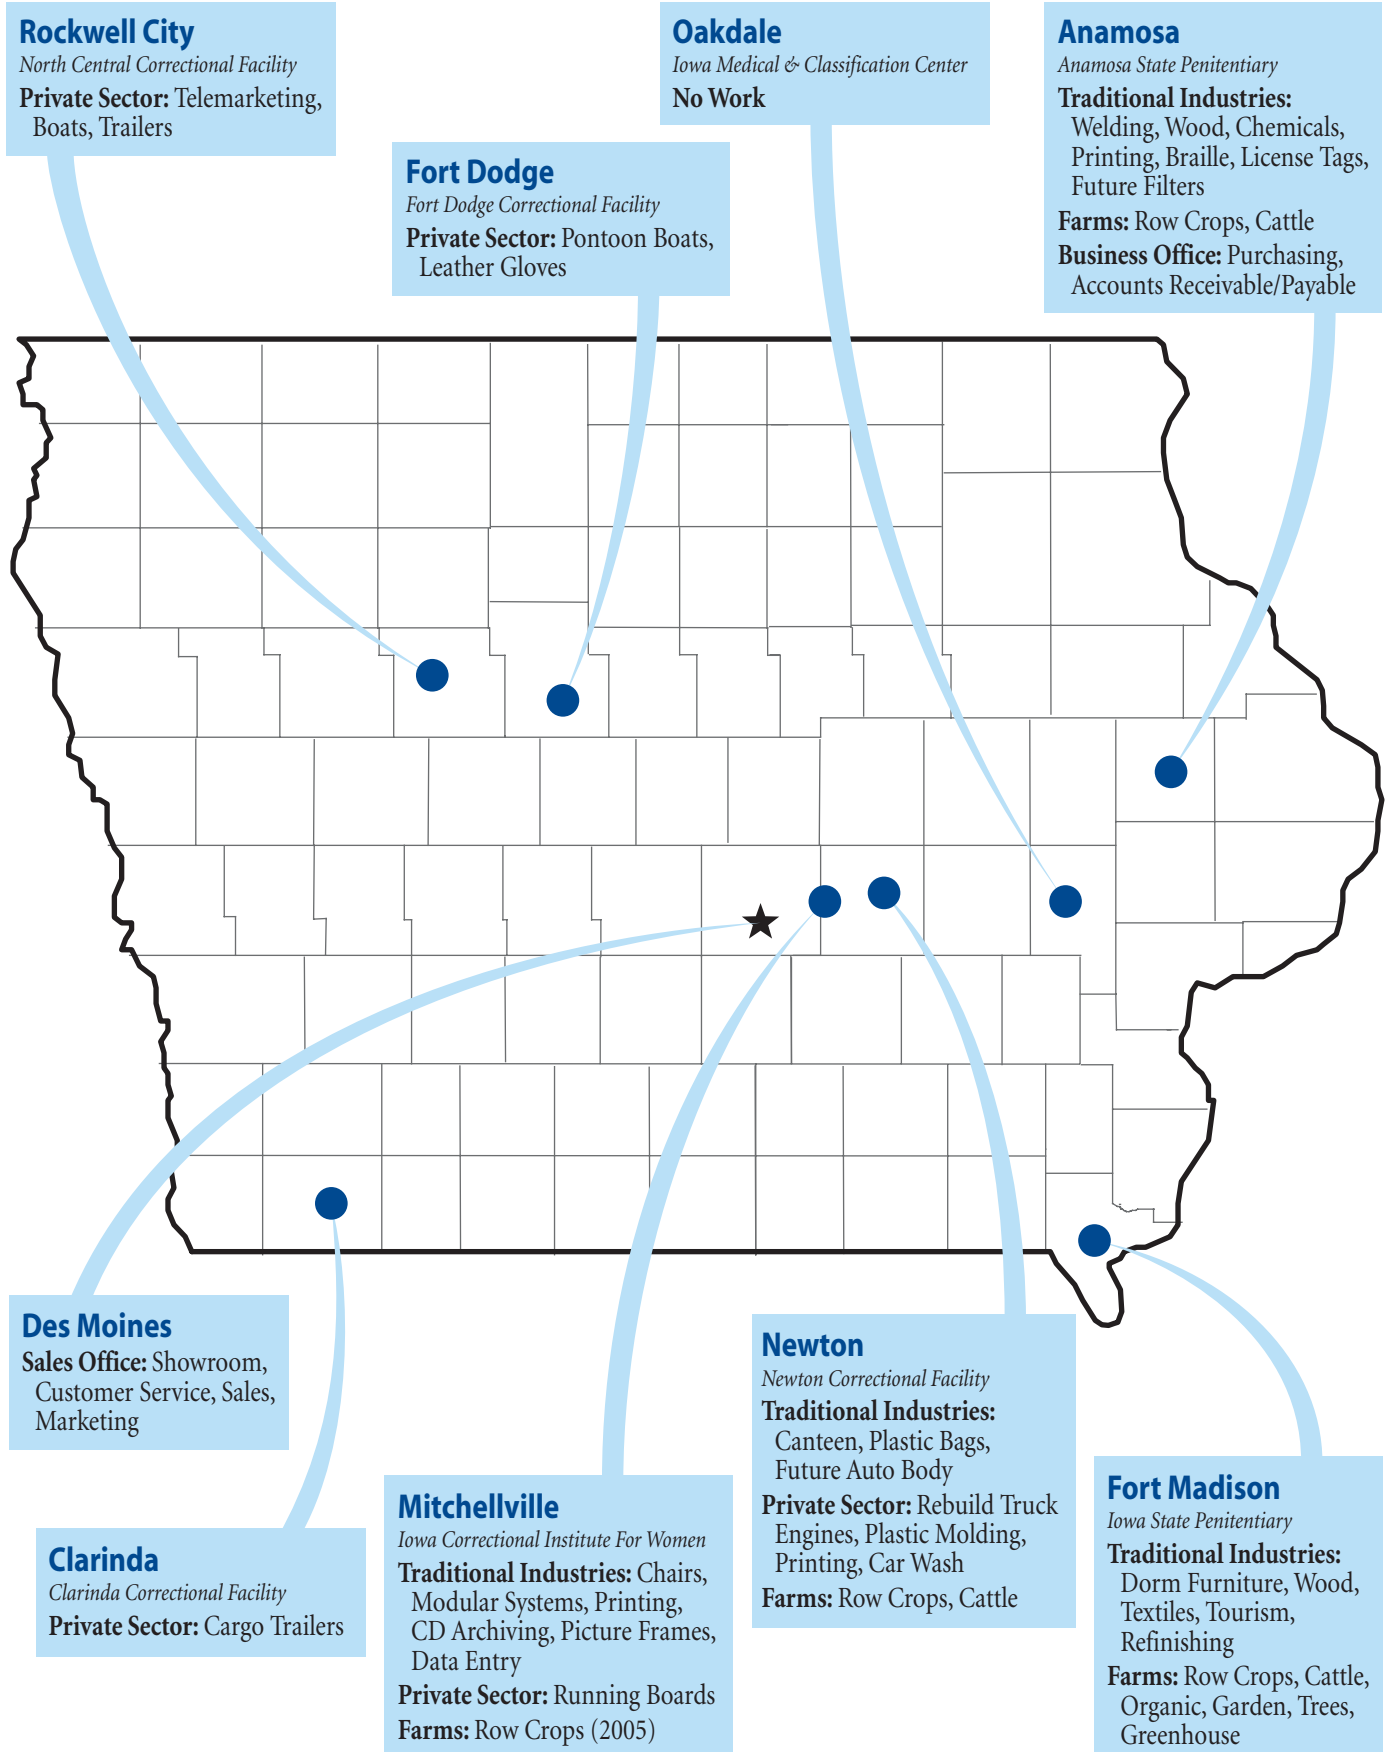 Rockwell City
North Central Correctional Facility
Private Sector: Telemarketing,
Boats, Trailers
Oakdale
Iowa Medical & Classification Center
No Work
Anamosa
Anamosa State Penitentiary
Traditional Industries:
Welding, Wood, Chemicals,
Printing, Braille, License Tags,
Future Filters
Farms: Row Crops, Cattle
Business Office: Purchasing,
Accounts Receivable/Payable
Fort Dodge
Fort Dodge Correctional Facility
Private Sector: Pontoon Boats,
Leather Gloves
Des Moines
Sales Office: Showroom,
Customer Service, Sales,
Marketing
Clarinda
Clarinda Correctional Facility
Private Sector: Cargo Trailers
Mitchellville
Iowa Correctional Institute For Women
Traditional Industries: Chairs,
Modular Systems, Printing,
CD Archiving, Picture Frames,
Data Entry
Private Sector: Running Boards
Farms: Row Crops (2005)
Newton
Newton Correctional Facility
Traditional Industries:
Canteen, Plastic Bags,
Future Auto Body
Private Sector: Rebuild Truck
Engines, Plastic Molding,
Printing, Car Wash
Farms: Row Crops, Cattle
Fort Madison
Iowa State Penitentiary
Traditional Industries:
Dorm Furniture, Wood,
Textiles, Tourism,
Refinishing
Farms: Row Crops, Cattle,
Organic, Garden, Trees,
Greenhouse